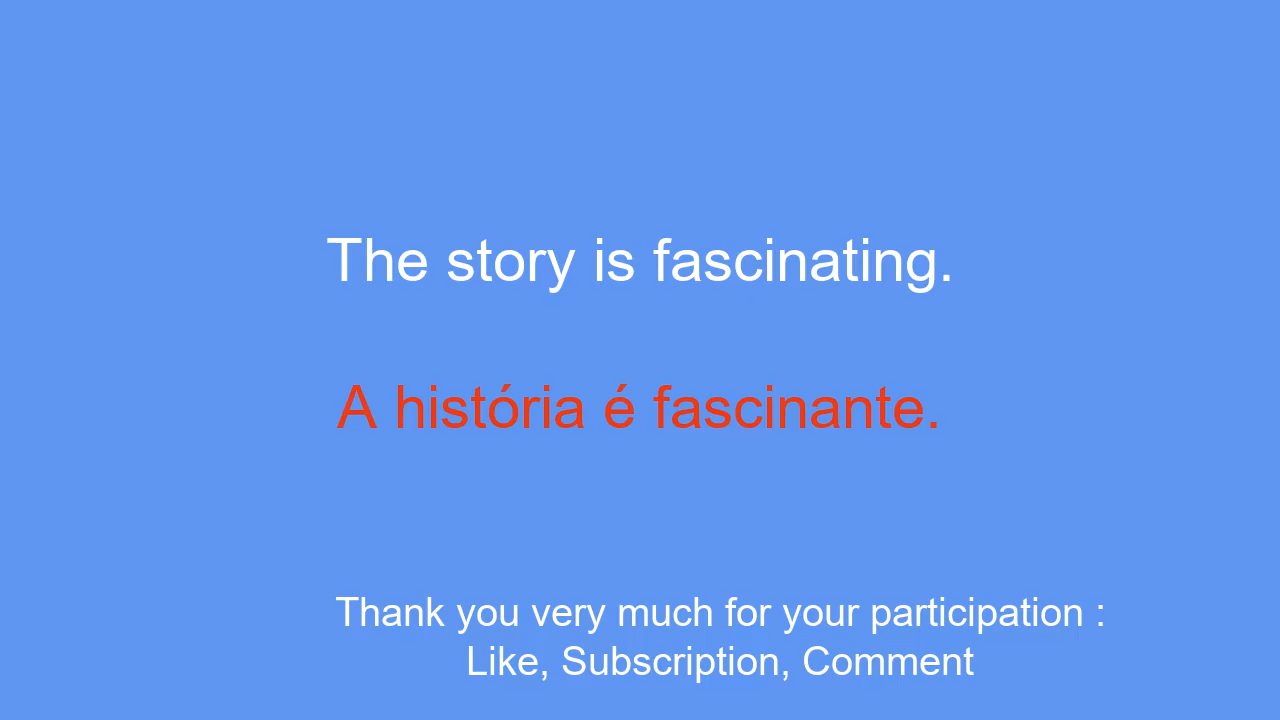 The story is fascinating.
A história é fascinante.
Thank you very much for your participation :
Like, Subscription, Comment